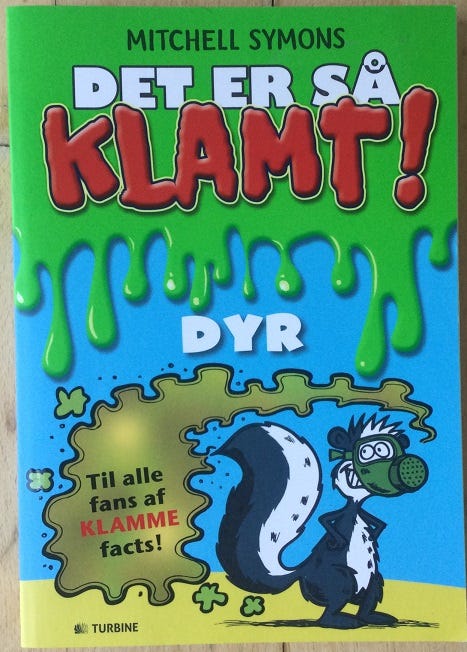 MITCHELL SYMONS
DET ER SÅ
KLAMT!
DYR
Til alle
fans af
KLAMME
facts!
TURBINE